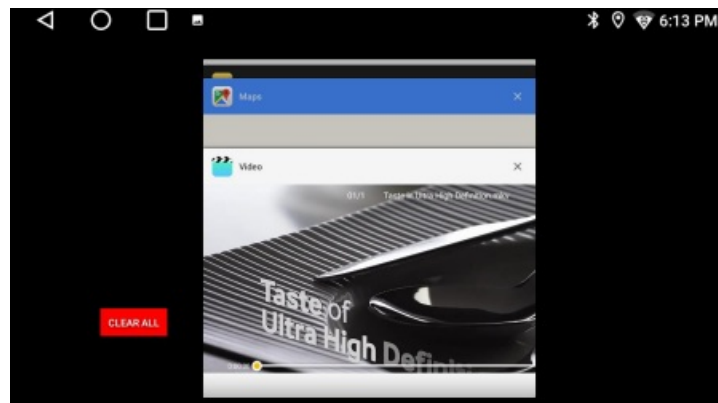 6:13 PM
Maps
Video
01/1 Taste of Ultra High Definition.mkv
Taste of
Ultra High Definis
CLEAR ALL